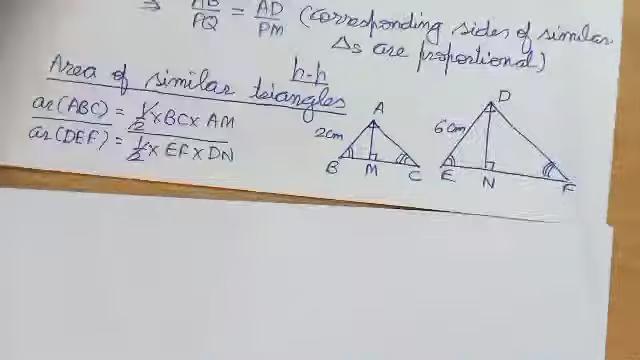 ⇒ AB/PQ = AD/PM (Corresponding sides of similar
Δs are proportional)
h-h
Area of similar triangles
ar(ABC)/ar(DEF) = 1/2 × BC × AM / 1/2 × EF × DN
A
2cm
B M C
D
6cm
E N F